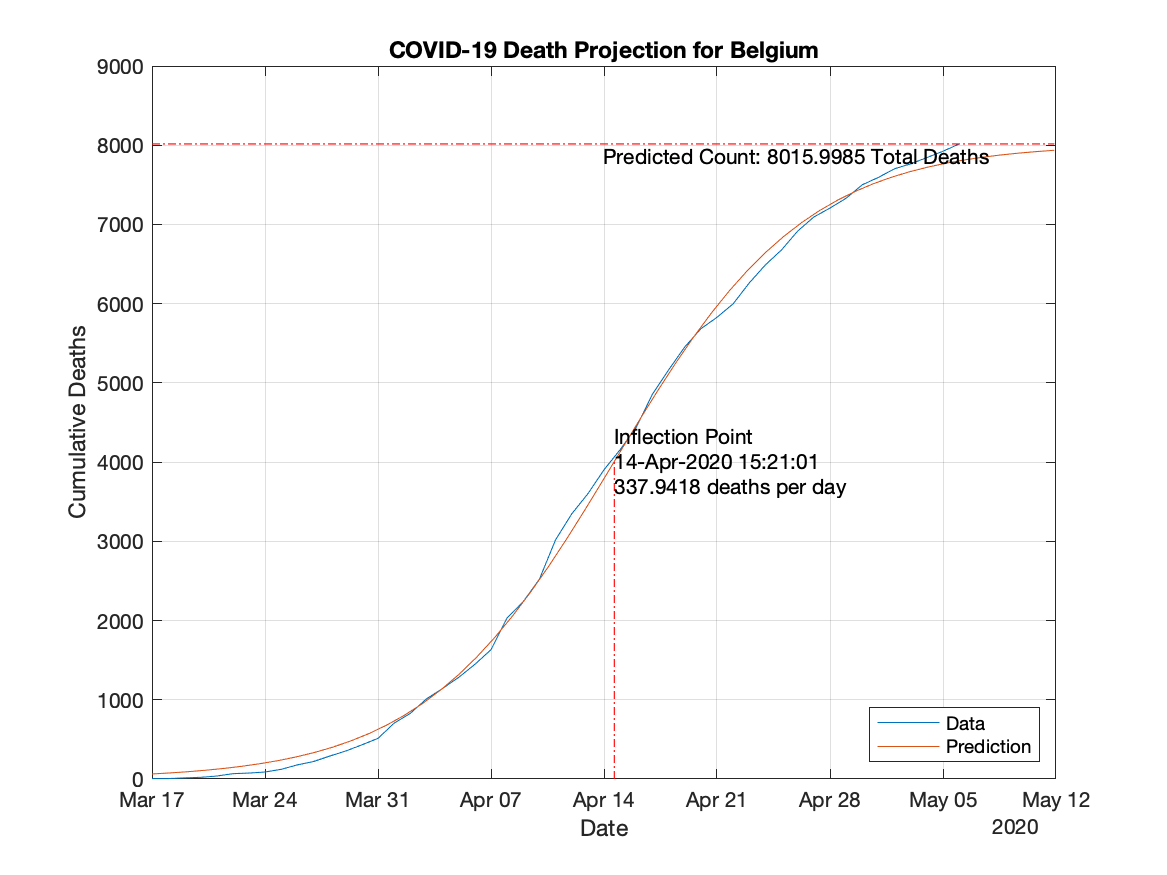 COVID-19 Death Projection for Belgium
9000
8000
7000
6000
5000
4000
3000
2000
1000
0
Cumulative Deaths
Predicted Count: 8015.9985 Total Deaths
Inflection Point
14-Apr-2020 15:21:01
337.9418 deaths per day
Data
Prediction
Mar 17 Mar 24 Mar 31 Apr 07 Apr 14 Apr 21 Apr 28 May 05 May 12
Date
2020